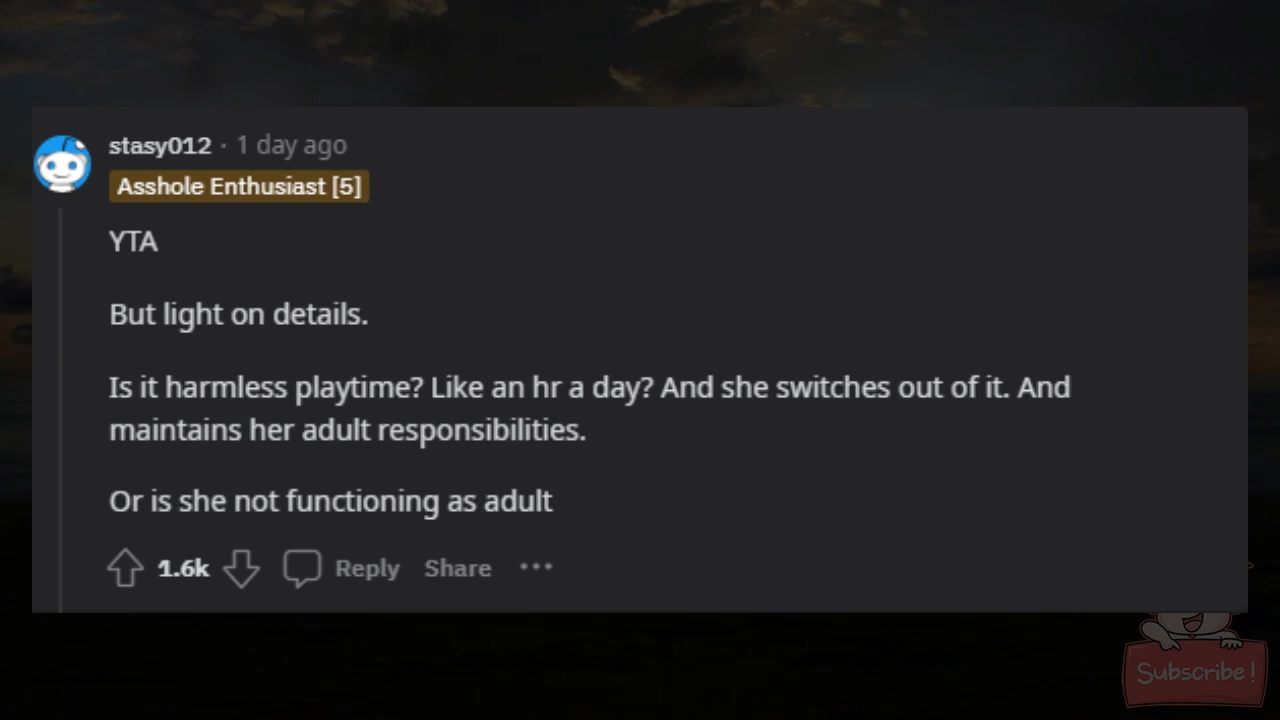 stasy012 · 1 day ago
Asshole Enthusiast [5]
YTA
But light on details.
Is it harmless playtime? Like an hr a day? And she switches out of it. And
maintains her adult responsibilities.
Or is she not functioning as adult
1.6k Reply Share ···
Subscribe!